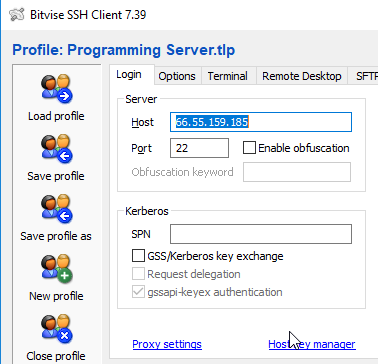 Bitvise SSH Client 7.39
Profile: Programming Server.tlp
Load profile
Save profile
Save profile as
New profile
Close profile
Login Options Terminal Remote Desktop SFTP
Server
Host 66.55.159.185
Port 22 Enable obfuscation
Obfuscation keyword
Kerberos
SPN
GSS/Kerberos key exchange
Request delegation
gssapi-keyex authentication
Proxy settings Host key manager